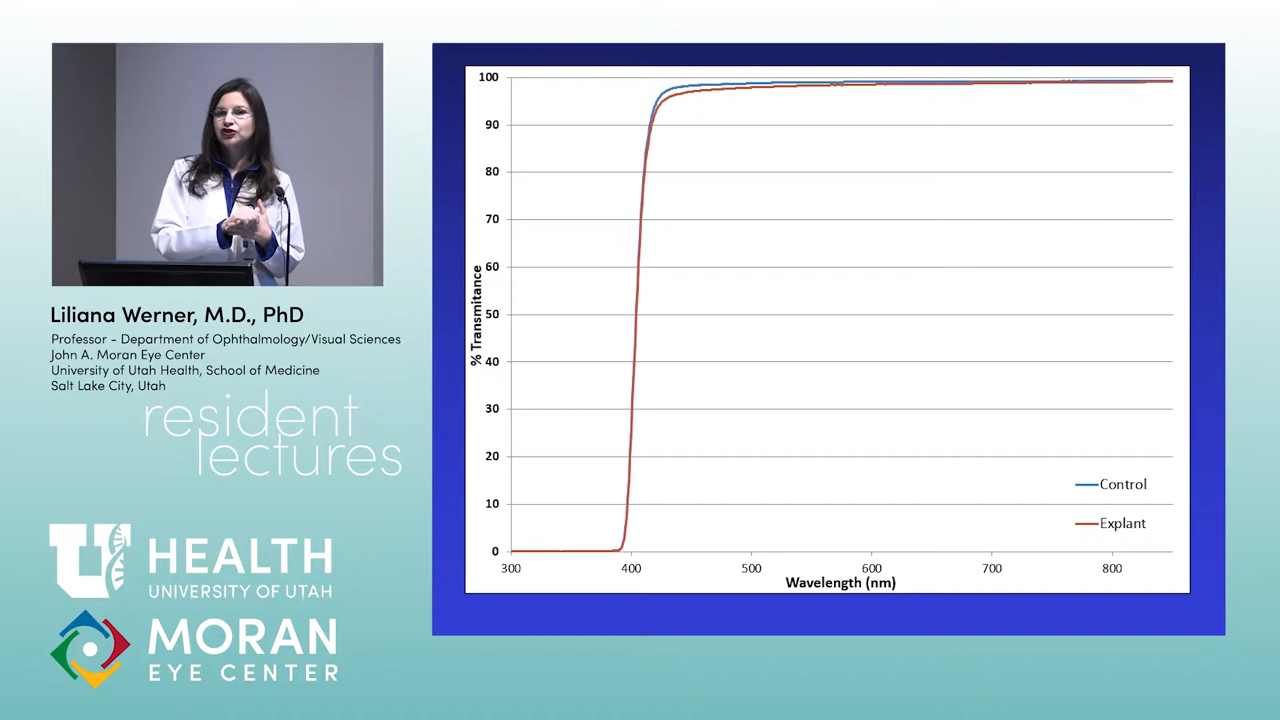 Liliana Werner, M.D., PhD
Professor - Department of Ophthalmology/Visual Sciences
John A. Moran Eye Center
University of Utah Health, School of Medicine
Salt Lake City, Utah
resident
lectures
U
HEALTH
UNIVERSITY OF UTAH
MORAN
EYE CENTER
% Transmitance
100
90
80
70
60
50
40
30
20
10
0
300 400 500 600 700 800
Wavelength (nm)
Control
Explant